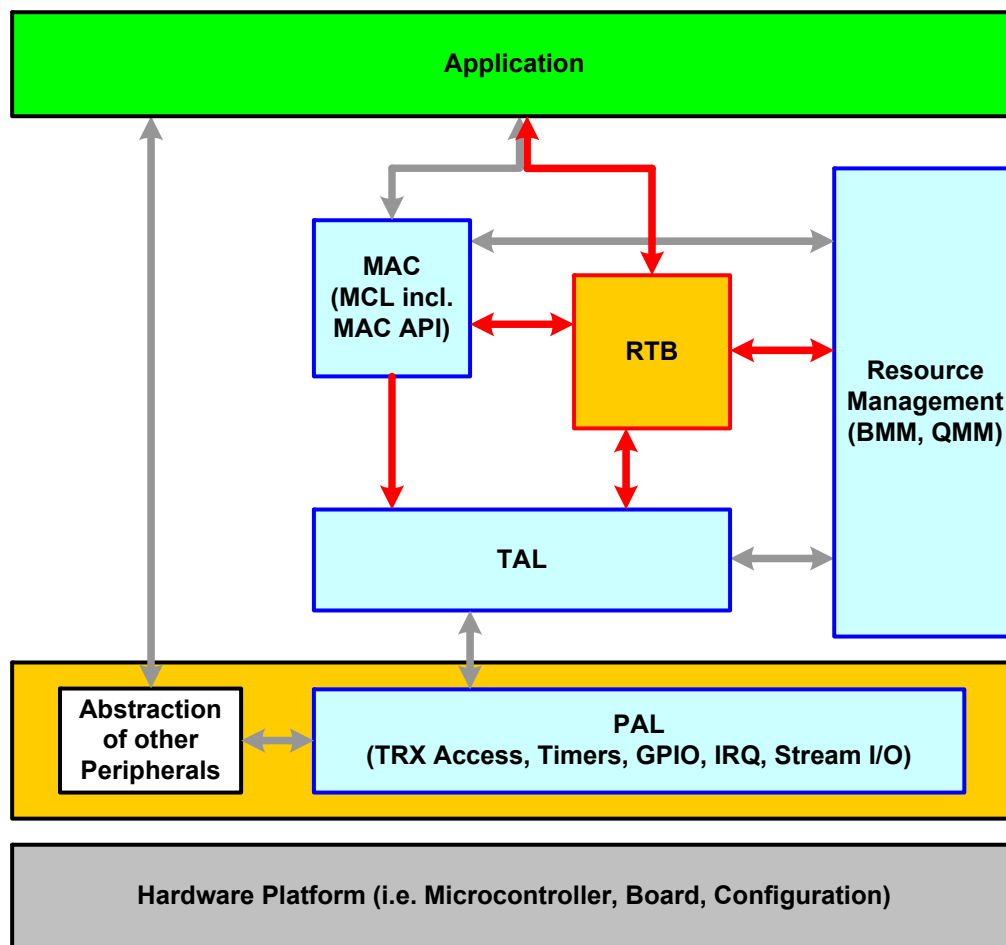 Application
MAC
(MCL incl.
MAC API)
RTB
Resource
Management
(BMM, QMM)
TAL
Abstraction
of other
Peripherals
PAL
(TRX Access, Timers, GPIO, IRQ, Stream I/O)
Hardware Platform (i.e. Microcontroller, Board, Configuration)